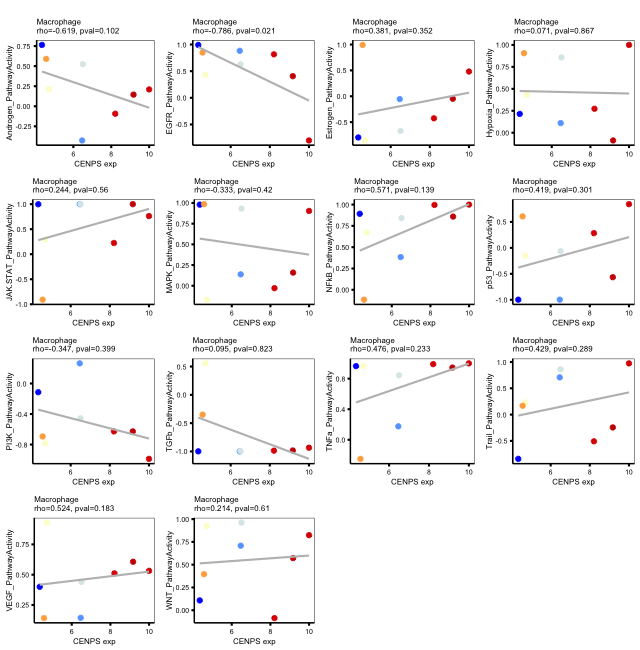 Macrophage
rho=-0.619, pval=0.102
Androgen_PathwayActivity
0.75
0.50
0.25
0.00
0.25
6
8
10
CENPS exp
Macrophage
rho=-0.786, pval=0.021
EGFR_PathwayActivity
1.0
0.5
0.0
-0.5
6
8
10
CENPS exp
Macrophage
rho=0.381, pval=0.352
Estrogen_PathwayActivity
1.0
0.5
0.0
-0.5
6
8
10
CENPS exp
Macrophage
rho=0.071, pval=0.867
Hypoxia_PathwayActivity
1.00
0.75
0.50
0.25
0.00
6
8
10
CENPS exp
Macrophage
rho=0.244, pval=0.56
JAK-STAT_PathwayActivity
1.0
0.5
0.0
-0.5
-1.0
6
8
10
CENPS exp
Macrophage
rho=-0.333, pval=0.42
MAPK_PathwayActivity
1.00
0.75
0.50
0.25
0.00
6
8
10
CENPS exp
Macrophage
rho=0.571, pval=0.139
NFkB_PathwayActivity
1.00
0.75
0.50
0.25
0.00
6
8
10
CENPS exp
Macrophage
rho=0.419, pval=0.301
p53_PathwayActivity
0.5
0.0
-0.5
-1.0
6
8
10
CENPS exp
Macrophage
rho=-0.347, pval=0.399
PI3K_PathwayActivity
0.0
-0.4
-0.8
6
8
10
CENPS exp
Macrophage
rho=0.095, pval=0.823
TGFb_PathwayActivity
0.5
0.0
-0.5
-1.0
6
8
10
CENPS exp
Macrophage
rho=0.476, pval=0.233
TNFa_PathwayActivity
0.8
0.4
0.0
6
8
10
CENPS exp
Macrophage
rho=0.429, pval=0.289
Trail_PathwayActivity
1.0
0.5
0.0
-0.5
6
8
10
CENPS exp
Macrophage
rho=0.524, pval=0.183
VEGF_PathwayActivity
0.75
0.50
0.25
6
8
10
CENPS exp
Macrophage
rho=0.214, pval=0.61
WNT_PathwayActivity
1.00
0.75
0.50
0.25
0.00
6
8
10
CENPS exp